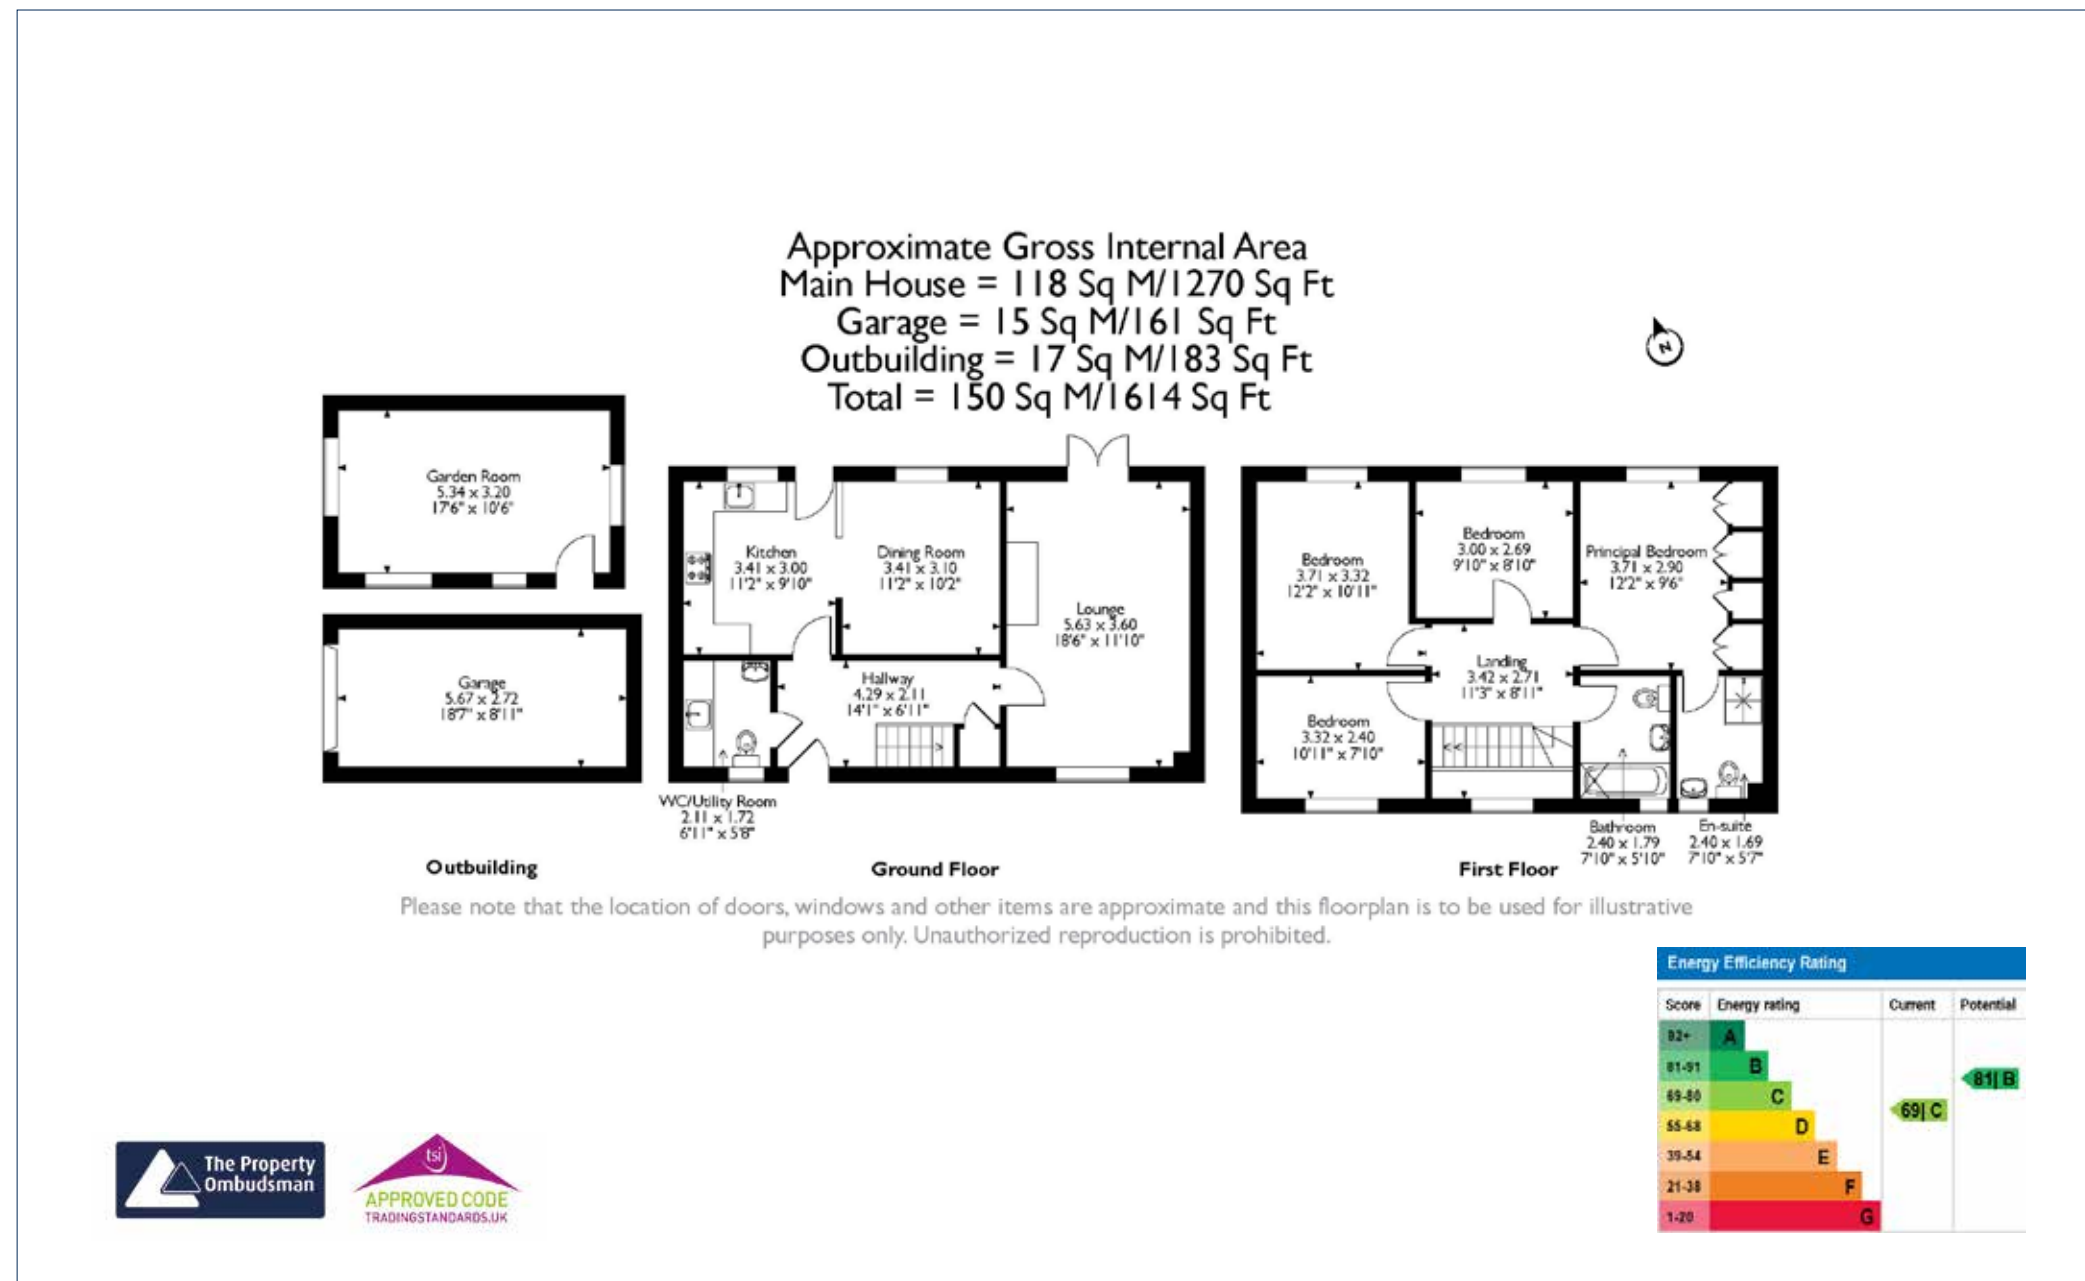 Approximate Gross Internal Area
Main House = 118 Sq M/1270 Sq Ft
Garage = 15 Sq M/161 Sq Ft
Outbuilding = 17 Sq M/183 Sq Ft
Total = 150 Sq M/1614 Sq Ft
N
Garden Room
5.34 x 3.20
17'6" x 10'6"
Garage
5.67 x 2.72
18'7" x 8'11"
Outbuilding
Kitchen
3.41 x 3.00
11'2" x 9'10"
Dining Room
3.41 x 3.10
11'2" x 10'2"
Lounge
5.63 x 3.60
18'6" x 11'10"
Hallway
4.29 x 2.11
14'1" x 6'11"
WC/Utility Room
2.11 x 1.72
6'11" x 5'8"
Ground Floor
Bedroom
3.71 x 3.32
12'2" x 10'11"
Bedroom
3.00 x 2.69
9'10" x 8'10"
Principal Bedroom
3.71 x 2.90
12'2" x 9'6"
Landing
3.42 x 2.71
11'3" x 8'11"
Bedroom
3.32 x 2.40
10'11" x 7'10"
Bathroom
2.40 x 1.79
7'10" x 5'10"
En-suite
2.40 x 1.69
7'10" x 5'7"
First Floor
Please note that the location of doors, windows and other items are approximate and this floorplan is to be used for illustrative
purposes only. Unauthorized reproduction is prohibited.
Energy Efficiency Rating
Score Energy rating Current Potential
92+ A
81-91 B
81| B
69-80 C
69| C
55-68 D
39-54 E
21-38 F
1-20 G
The Property
Ombudsman
tsi
APPROVED CODE
TRADINGSTANDARDS.UK